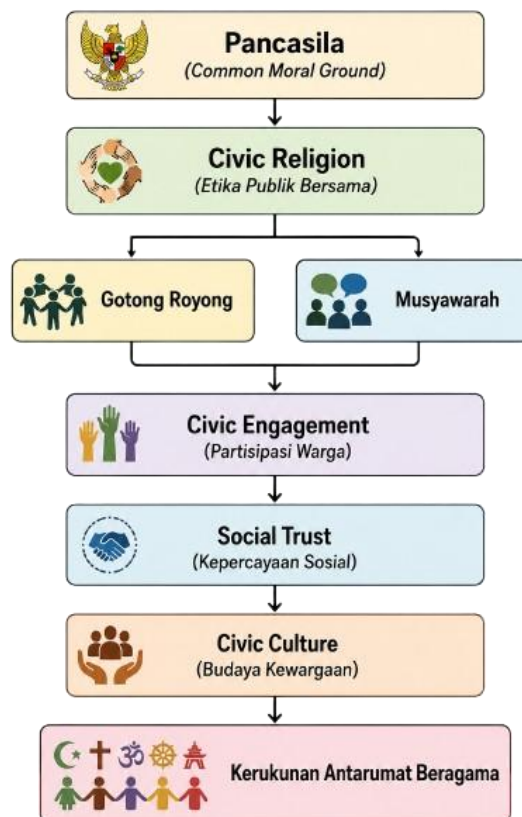 Pancasila
(Common Moral Ground)
Civic Religion
(Etika Publik Bersama)
Gotong Royong
Musyawarah
Civic Engagement
(Partisipasi Warga)
Social Trust
(Kepercayaan Sosial)
Civic Culture
(Budaya Kewargaan)
Kerukunan Antarumat Beragama